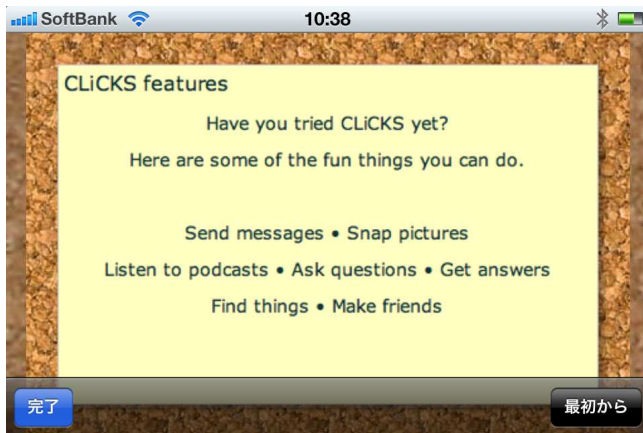 SoftBank 10:38
CLiCKS features
Have you tried CLiCKS yet?
Here are some of the fun things you can do.
Send messages • Snap pictures
Listen to podcasts • Ask questions • Get answers
Find things • Make friends
完了 最初から